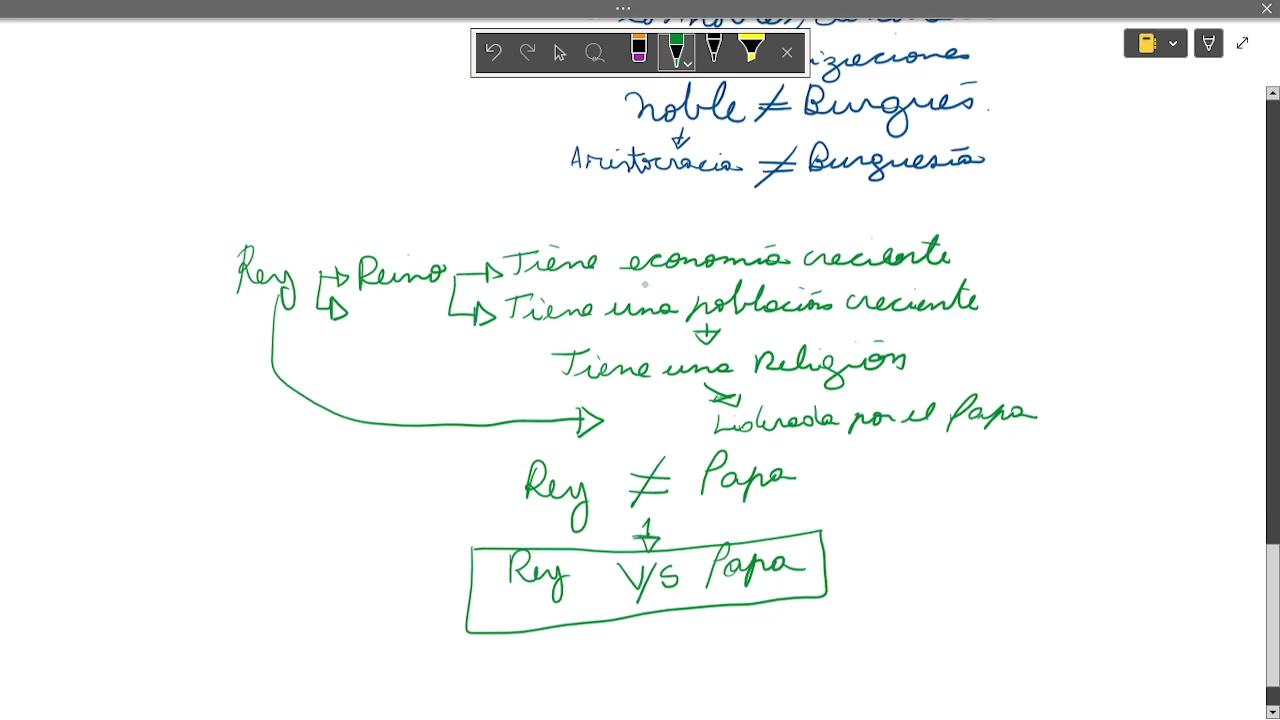 Noble ≠ Burgués.
Aristocracia ≠ Burguesía
Rey → Reino → Tiene economía creciente
→ Tiene una población creciente
Tiene una Religión
Liderada por el Papa
Rey ≠ Papa
Rey V/S Papa